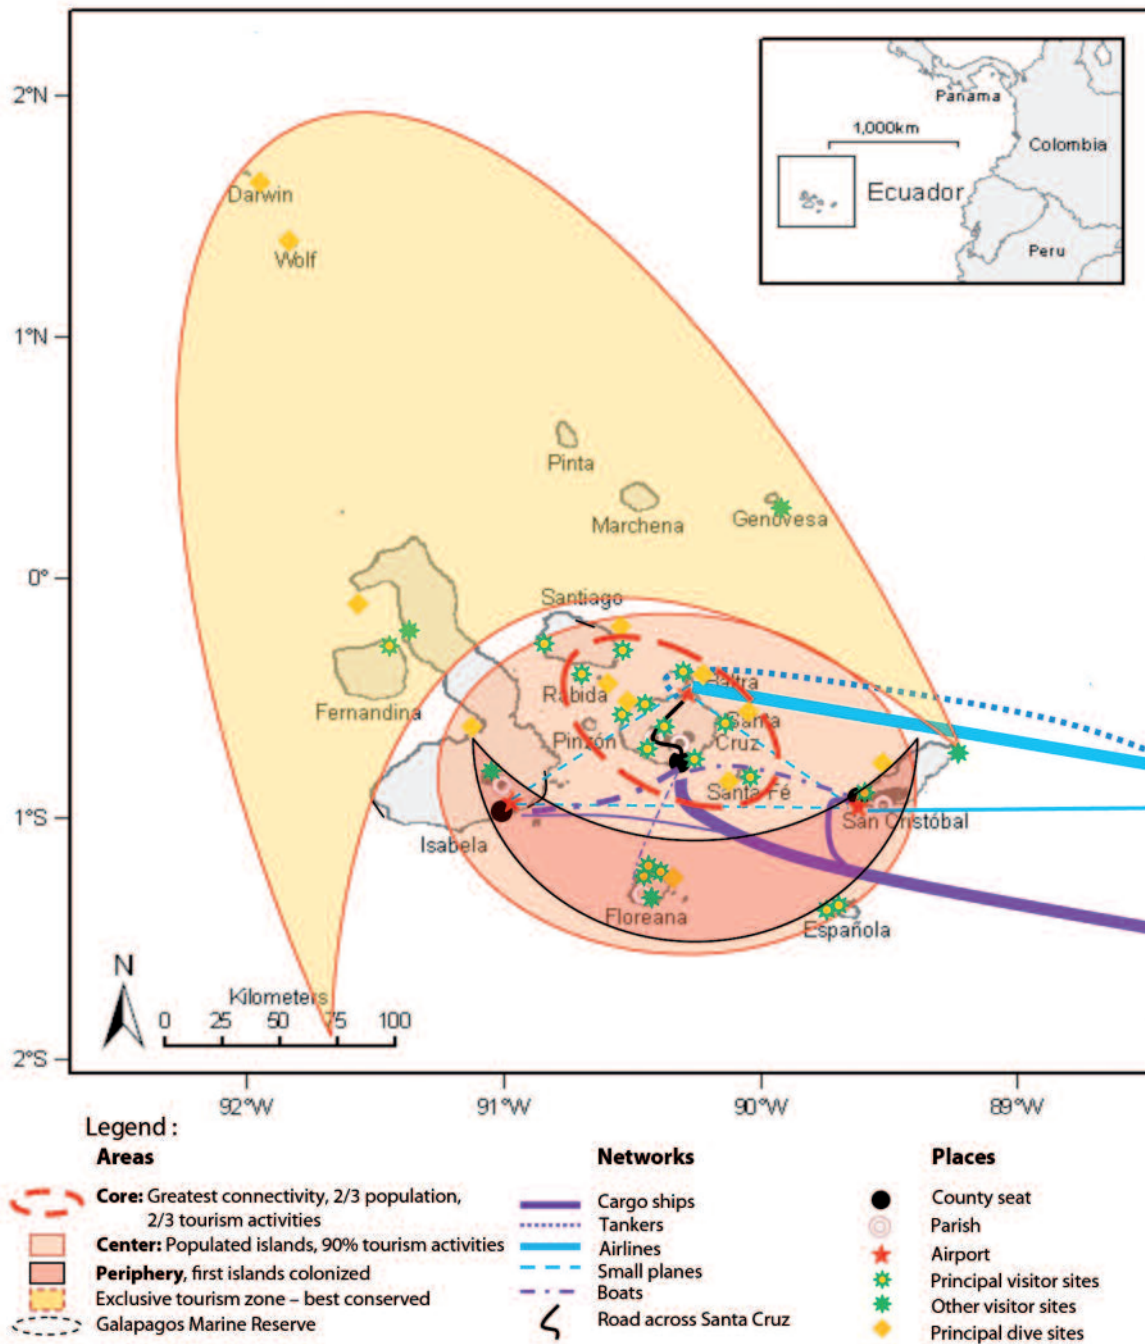 2°N
1°N
0°
1°S
2°S
92°W
91°W
90°W
89°W
Panama
1,000km
Colombia
Ecuador
Peru
Darwin
Wolf
Pinta
Marchena
Genovesa
Santiago
Fernandina
Rábida
Baltra
Pinzón
Santa
Cruz
Santa Fé
Isabela
San Cristóbal
Floreana
Española
N
Kilometers
0 25 50 75 100
Legend :
Areas
Core: Greatest connectivity, 2/3 population,
2/3 tourism activities
Center: Populated islands, 90% tourism activities
Periphery, first islands colonized
Exclusive tourism zone – best conserved
Galapagos Marine Reserve
Networks
Cargo ships
Tankers
Airlines
Small planes
Boats
Road across Santa Cruz
Places
County seat
Parish
Airport
Principal visitor sites
Other visitor sites
Principal dive sites